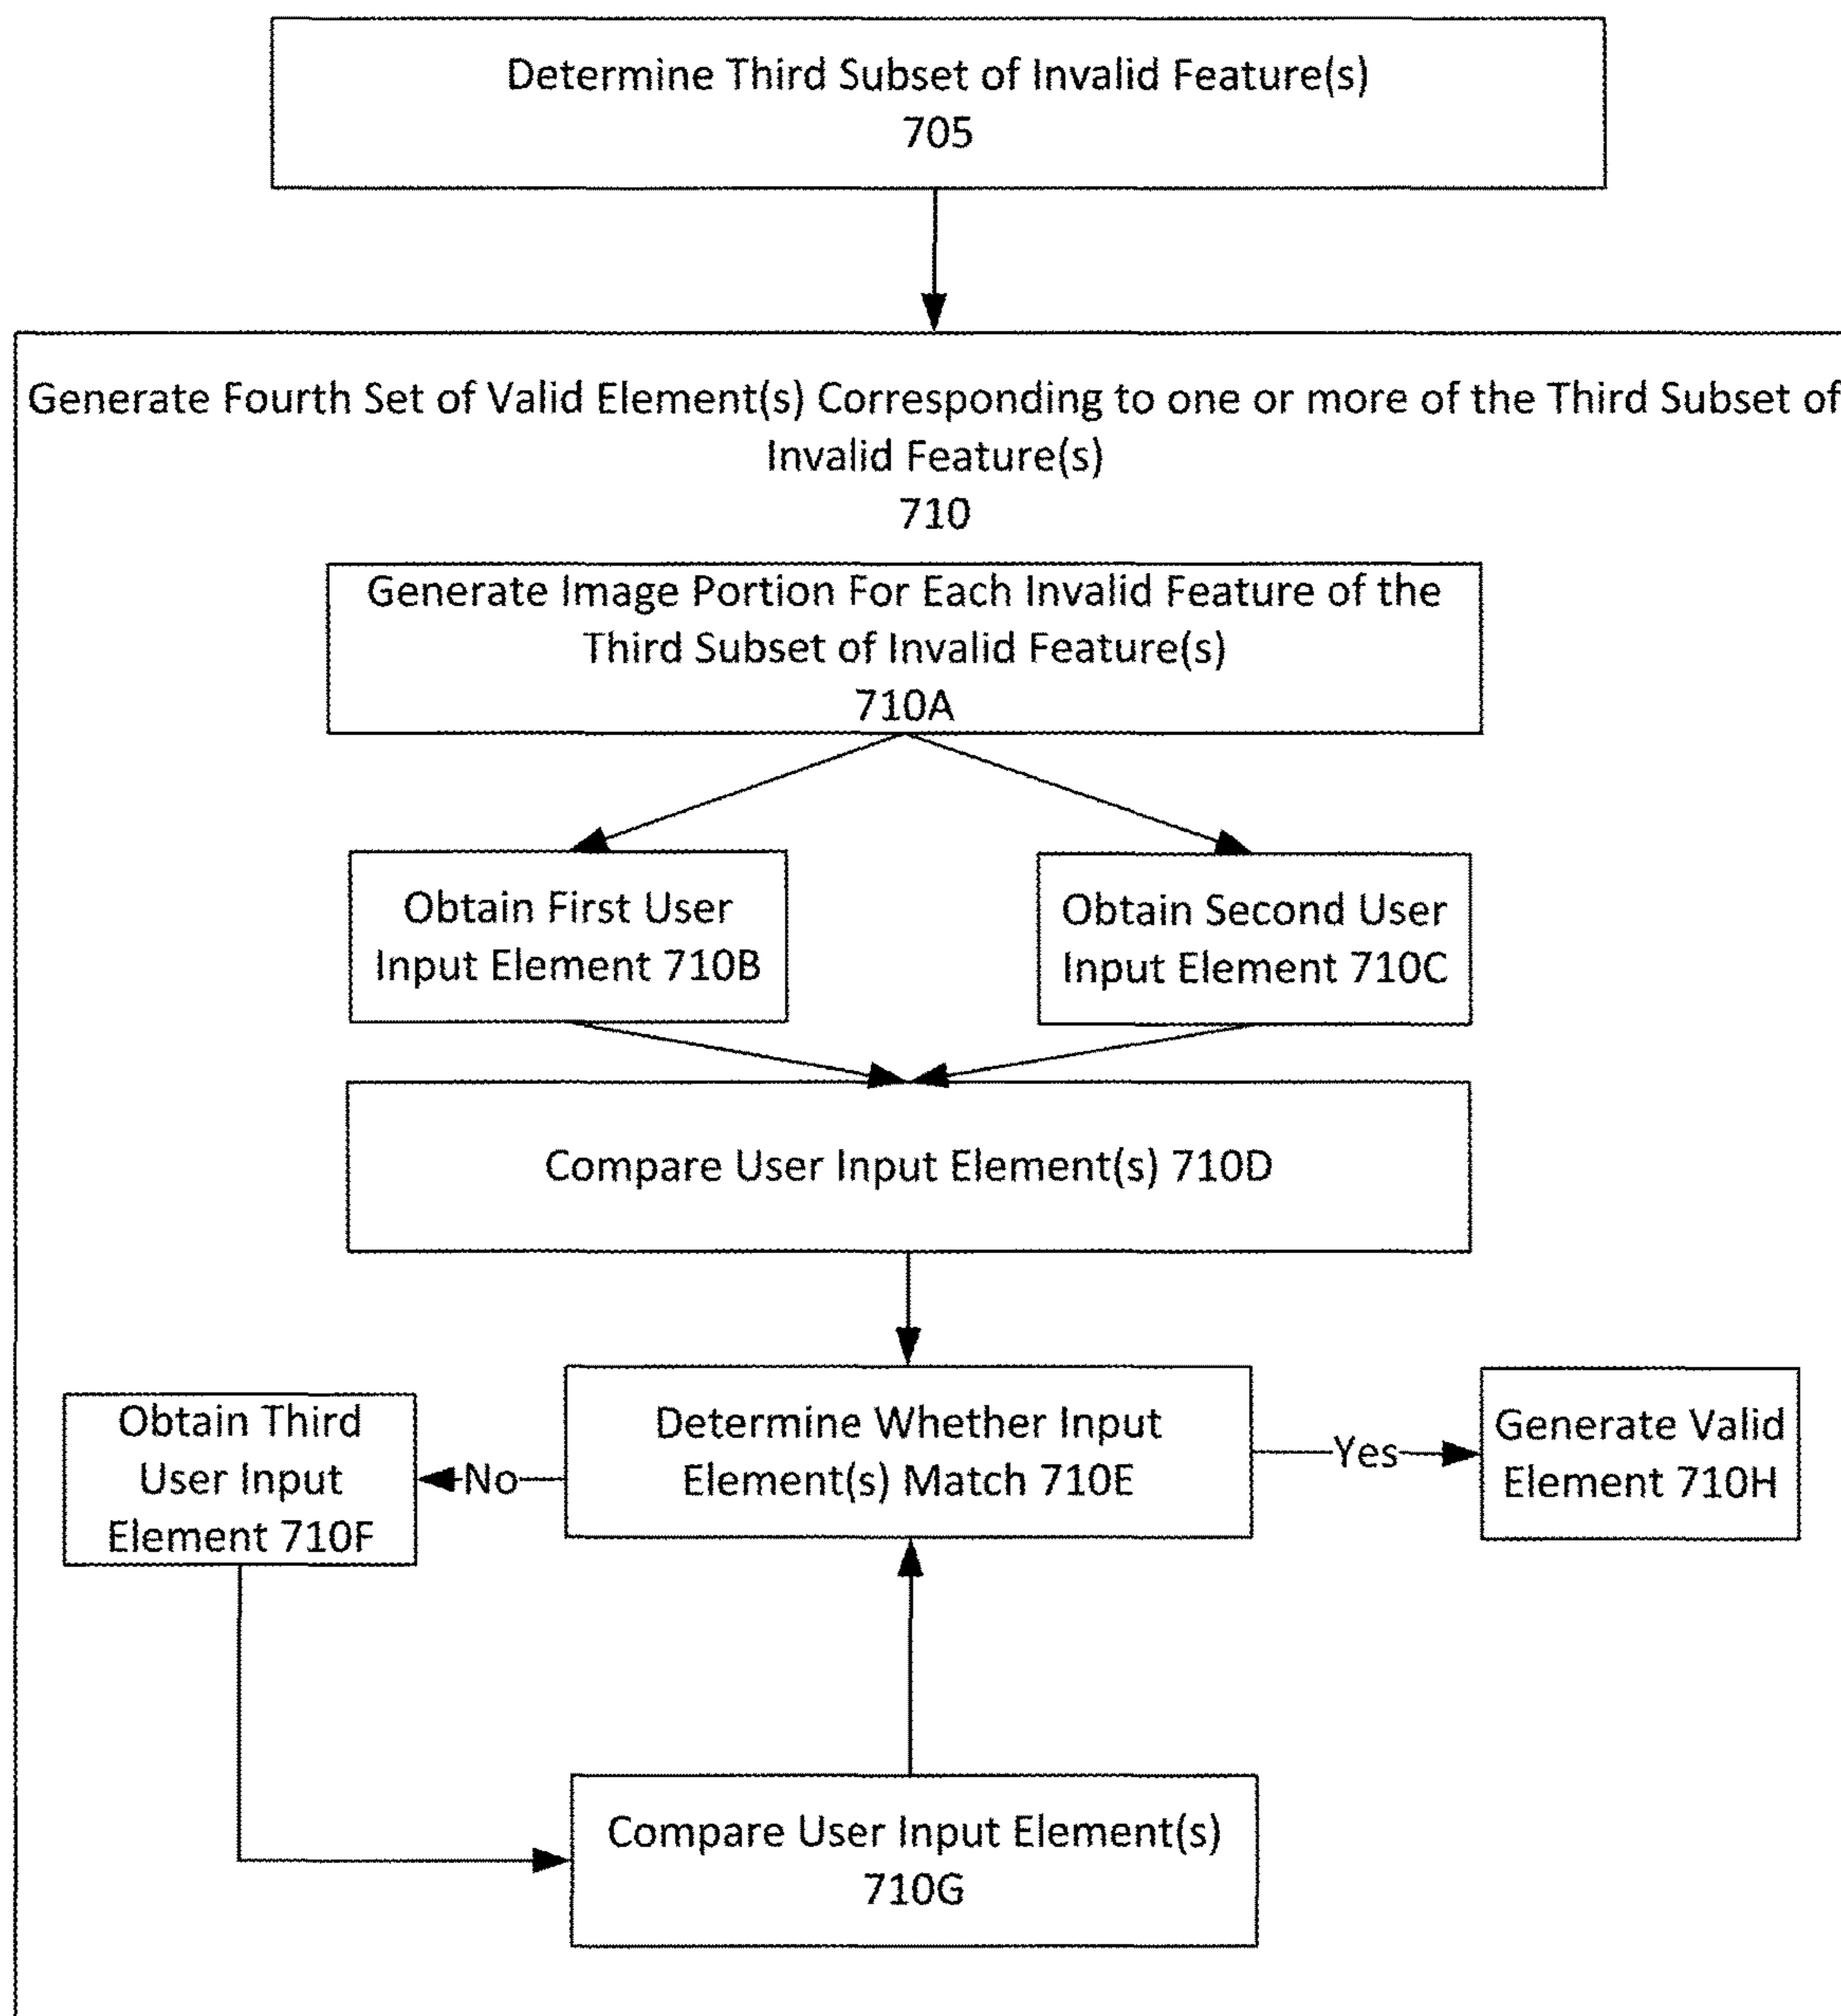 Determine Third Subset of Invalid Feature(s)
705
Generate Fourth Set of Valid Element(s) Corresponding to one or more of the Third Subset of
Invalid Feature(s)
710
Generate Image Portion For Each Invalid Feature of the
Third Subset of Invalid Feature(s)
710A
Obtain First User
Input Element 710B
Obtain Second User
Input Element 710C
Compare User Input Element(s) 710D
Obtain Third
User Input
Element 710F
No
Determine Whether Input
Element(s) Match 710E
Yes
Generate Valid
Element 710H
Compare User Input Element(s)
710G